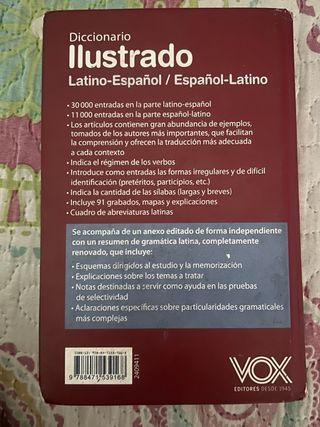 Diccionario
Ilustrado
Latino-Español / Español-Latino
• 30 000 entradas en la parte latino-español
• 11 000 entradas en la parte español-latino
• Los artículos contienen gran abundancia de ejemplos,
tomados de los autores más importantes, que facilitan
la comprensión y ofrecen la traducción más adecuada
a cada contexto
• Indica el régimen de los verbos
• Introduce como entradas las formas irregulares y de difícil
identificación (pretéritos, participios, etc.)
• Indica la cantidad de las sílabas (largas y breves)
• Incluye 91 grabados, mapas y explicaciones
• Cuadro de abreviaturas latinas
Se acompaña de un anexo editado de forma independiente
con un resumen de gramática latina, completamente
renovado, que incluye:
• Esquemas dirigidos al estudio y la memorización
• Explicaciones sobre los temas a tratar
• Notas destinadas a servir como ayuda en las pruebas
de selectividad
• Aclaraciones específicas sobre particularidades gramaticales
más complejas
9 788471 539168
2409411
VOX
EDITORES DESDE 1945